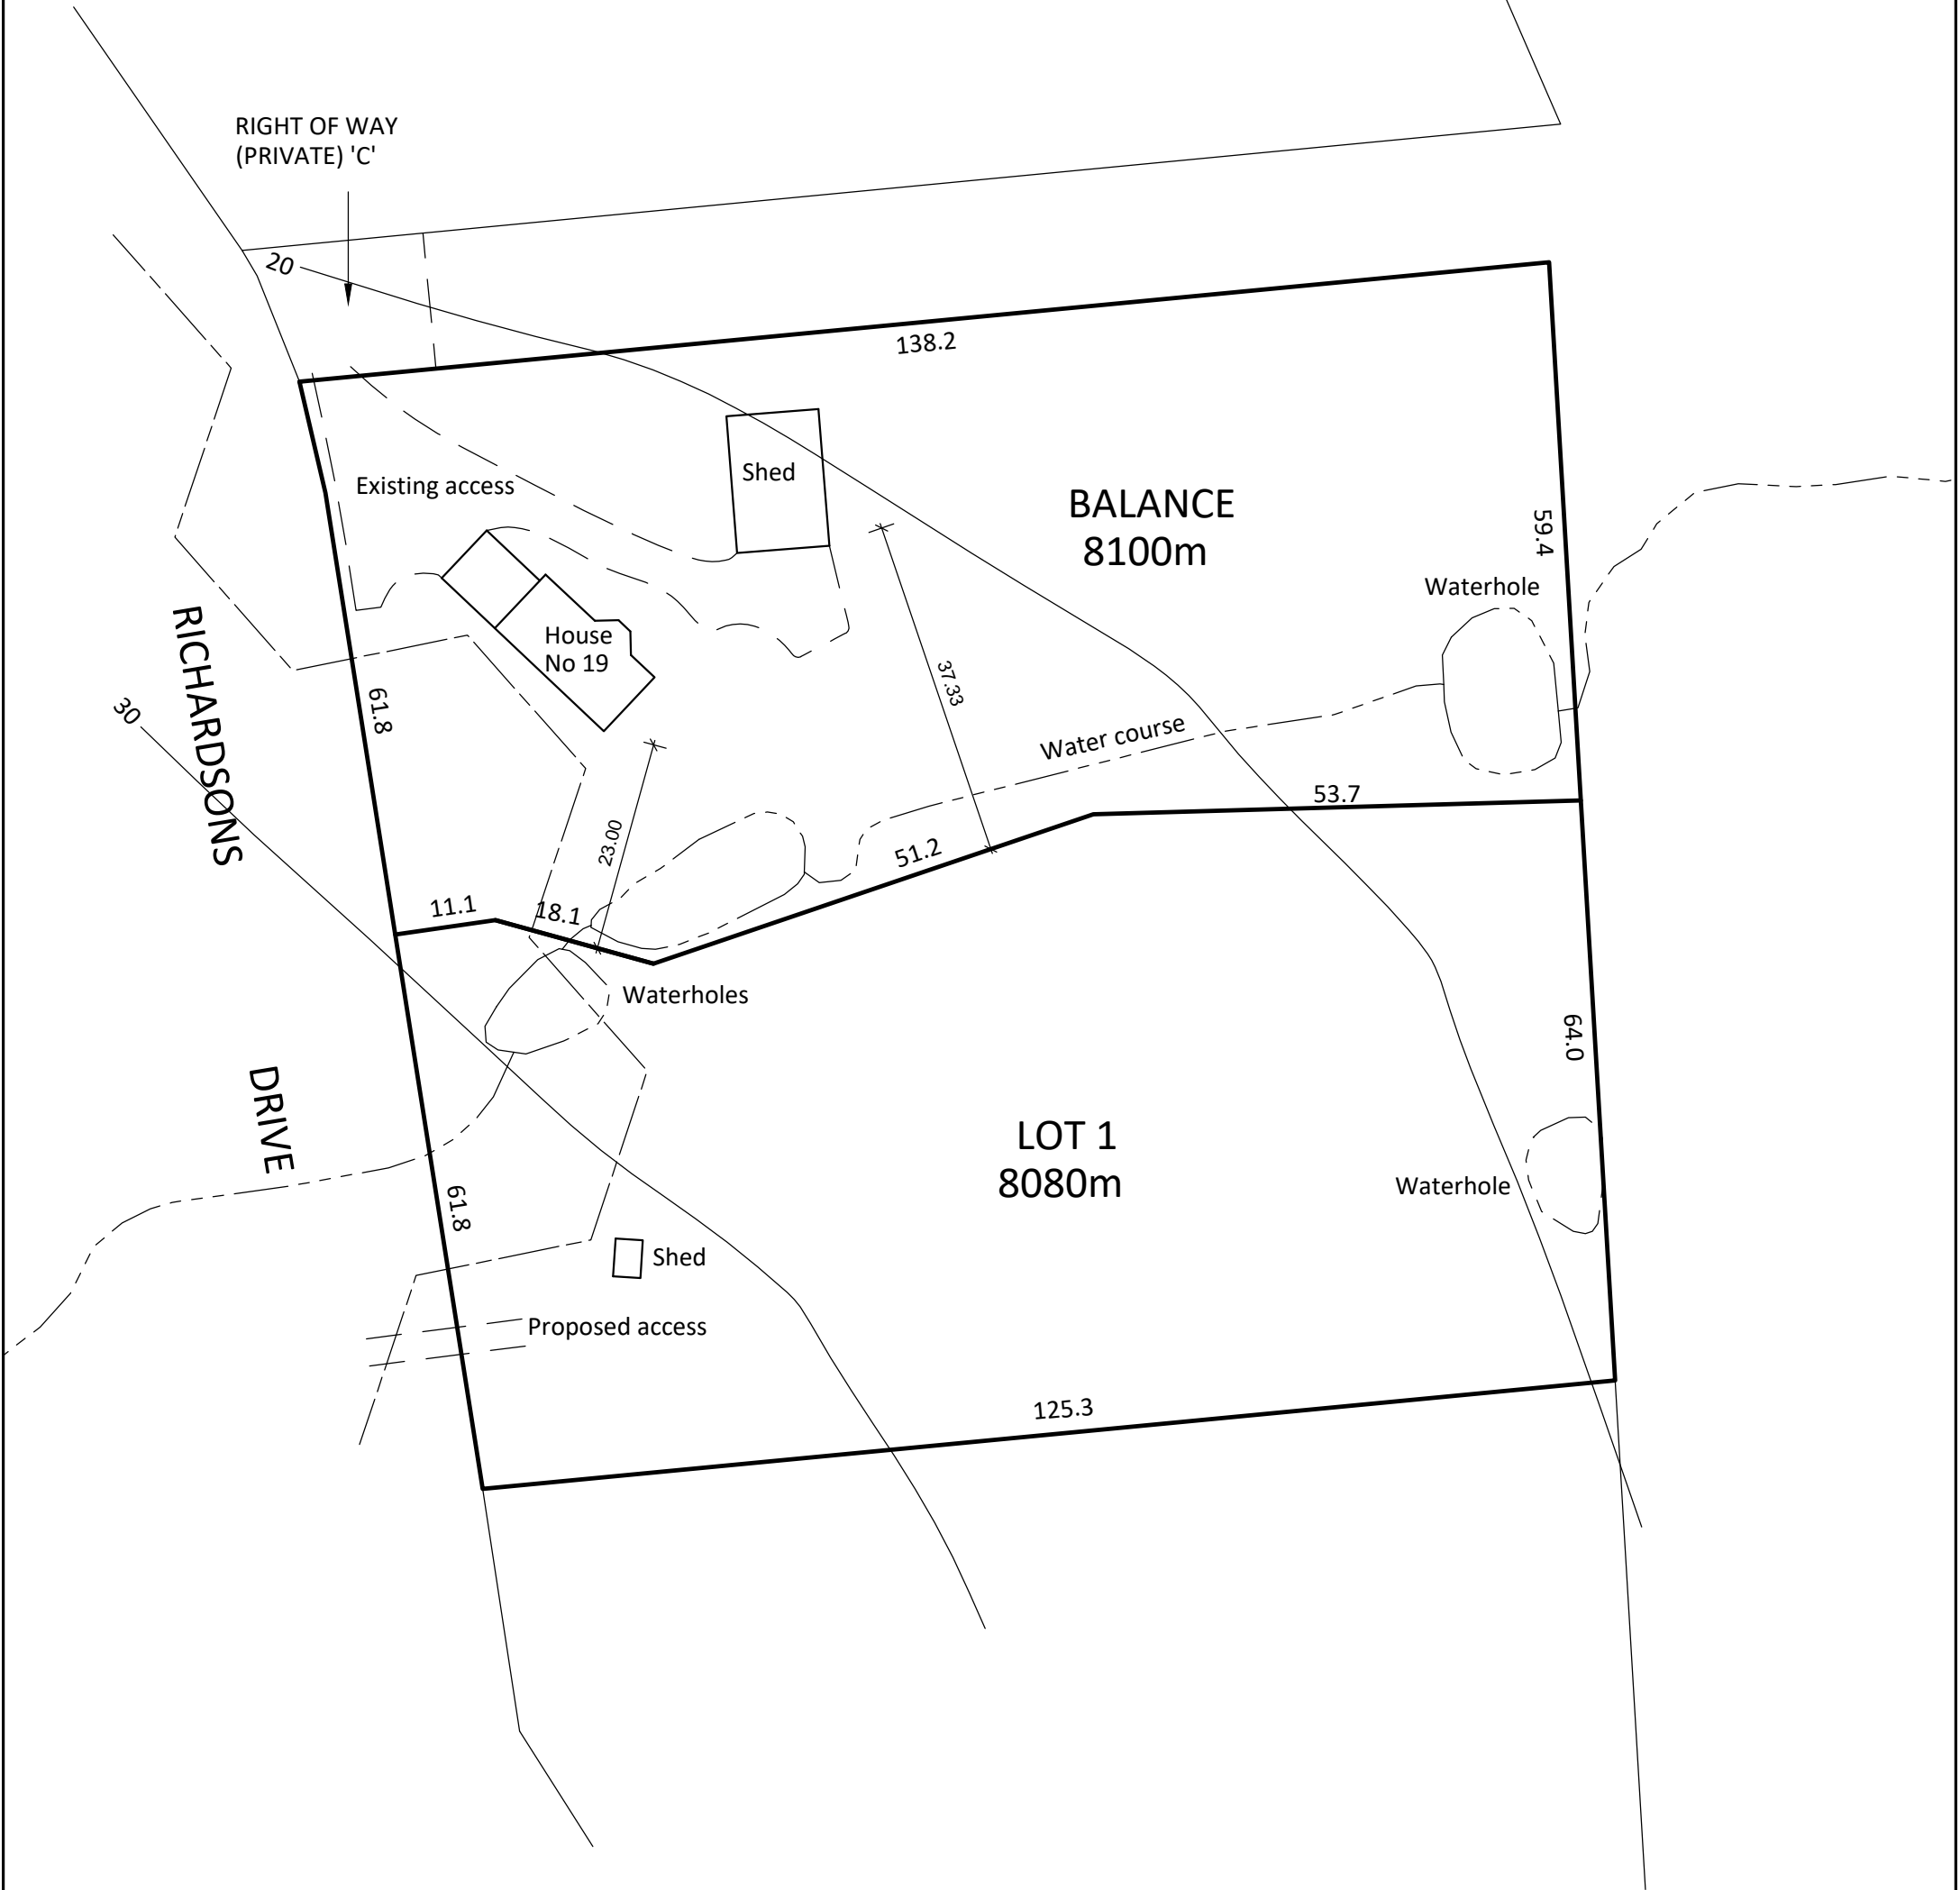 RIGHT OF WAY
(PRIVATE) 'C'
20
138.2
Existing access
Shed
BALANCE
8100m
59.4
Waterhole
House
No 19
RICHARDSONS
61.8
37.33
30
Water course
53.7
23.00
51.2
11.1
18.1
Waterholes
64.0
DRIVE
LOT 1
8080m
Waterhole
61.8
Shed
Proposed access
125.3